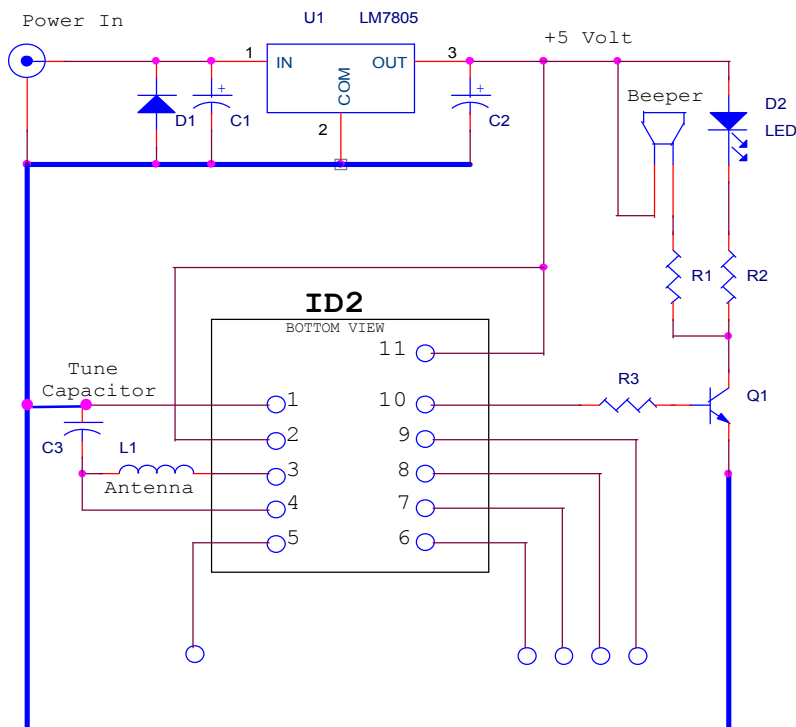 Power In
U1 LM7805
1 IN OUT 3
COM
2
+5 Volt
D1
C1
C2
Beeper
D2
LED
R1
R2
ID2
BOTTOM VIEW
11
Tune
Capacitor
1
10
R3
Q1
C3
L1
2
9
3
8
Antenna
4
7
5
6